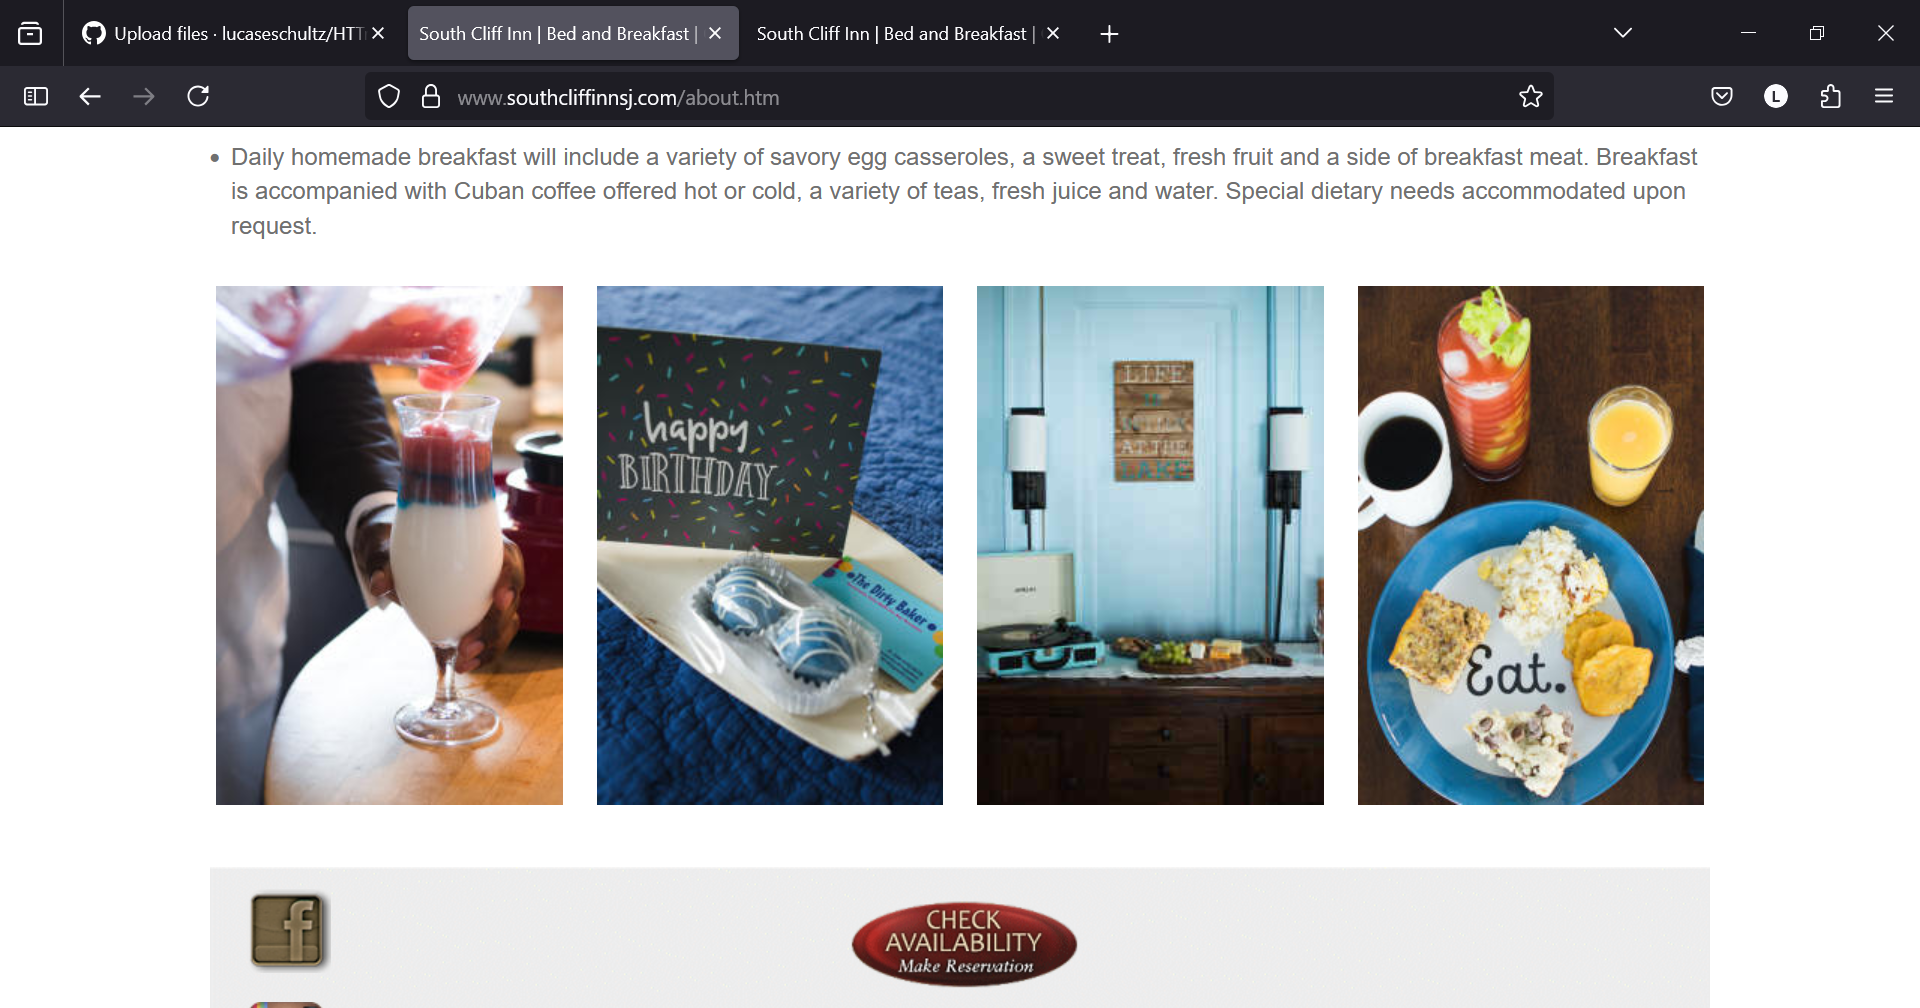 Upload files · lucaseschultz/HTT
South Cliff Inn | Bed and Breakfast |
South Cliff Inn | Bed and Breakfast |
www.southcliffinnsj.com/about.htm
L
Daily homemade breakfast will include a variety of savory egg casseroles, a sweet treat, fresh fruit and a side of breakfast meat. Breakfast
is accompanied with Cuban coffee offered hot or cold, a variety of teas, fresh juice and water. Special dietary needs accommodated upon
request.
happy
BIRTHDAY
The Dirty Baker
LIFE
AT THE
LAKE
Eat.
f
CHECK
AVAILABILITY
Make Reservation